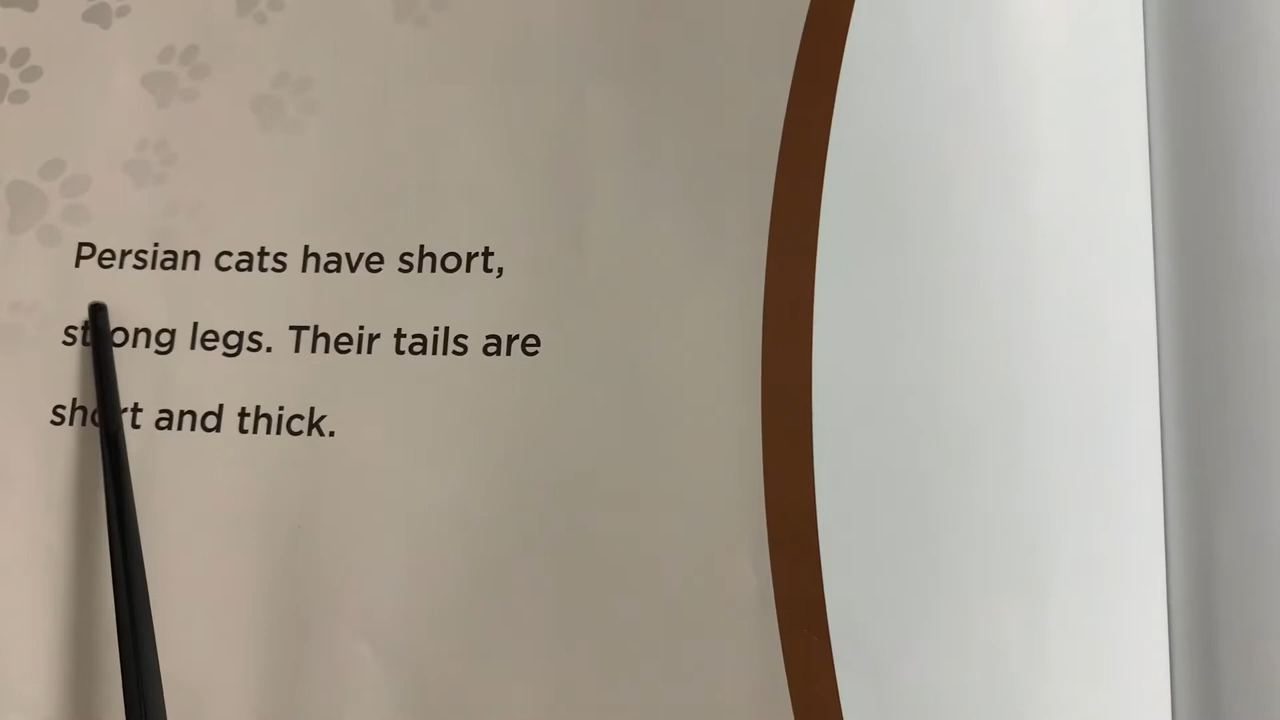 Persian cats have short,
strong legs. Their tails are
short and thick.